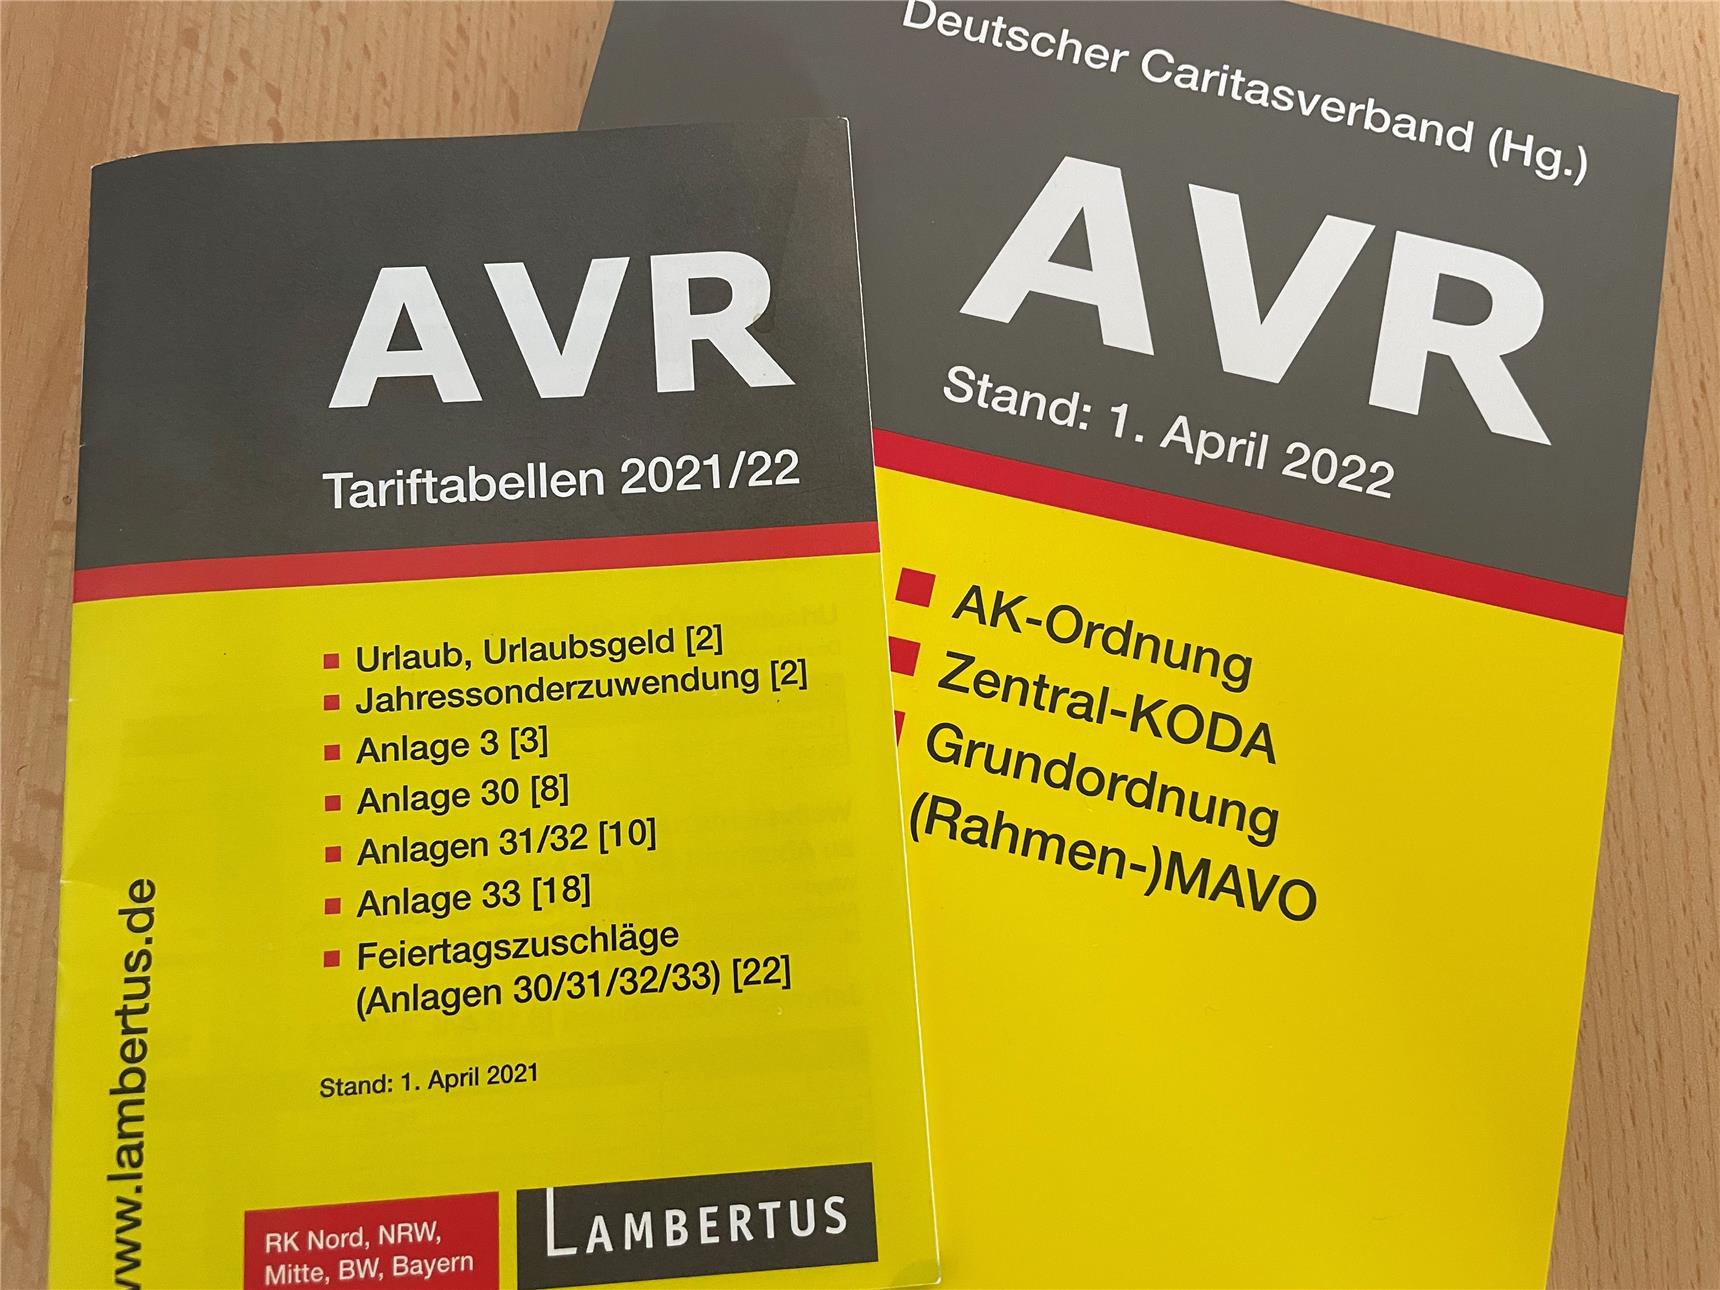 AVR
Tariftabellen 2021/22
Urlaub, Urlaubsgeld [2]
Jahressonderzuwendung [2]
Anlage 3 [3]
Anlage 30 [8]
Anlagen 31/32 [10]
Anlage 33 [18]
Feiertagszuschläge
(Anlagen 30/31/32/33) [22]
Stand: 1. April 2021
www.lambertus.de
RK Nord, NRW,
Mitte, BW, Bayern
LAMBERTUS
Deutscher Caritasverband (Hg.)
AVR
Stand: 1. April 2022
AK-Ordnung
Zentral-KODA
Grundordnung
(Rahmen-)MAVO